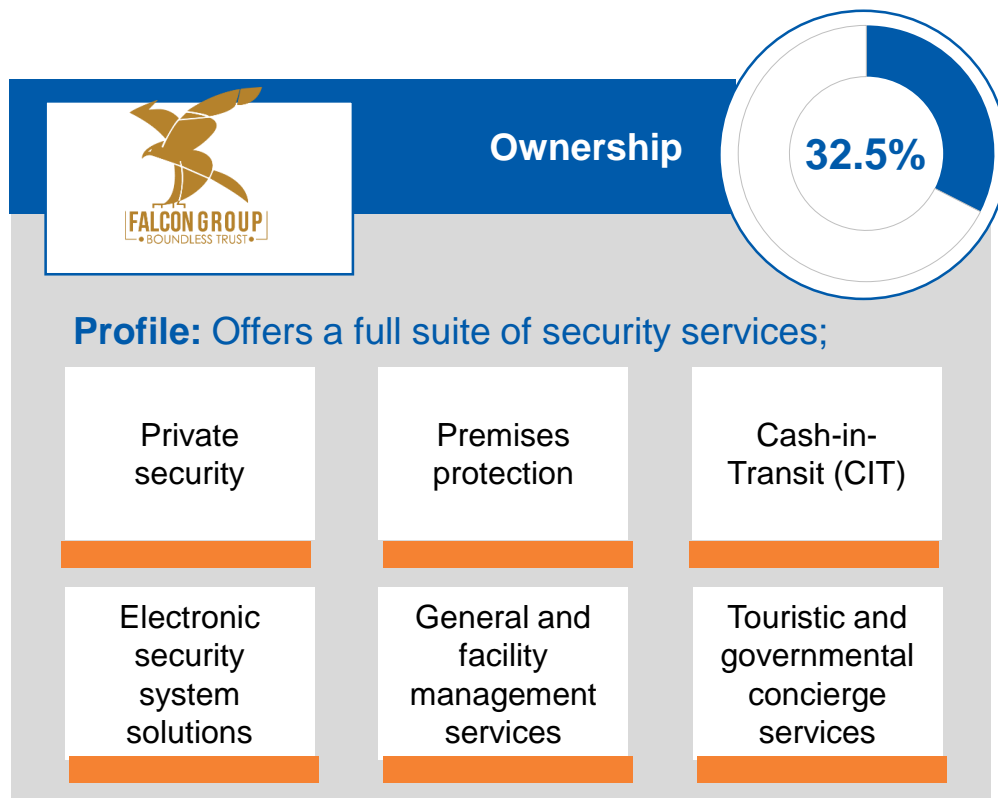 Ownership
32.5%
FALCON GROUP
•BOUNDLESS TRUST•
Profile: Offers a full suite of security services;
Private
security
Premises
protection
Cash-in-
Transit (CIT)
Electronic
security
system
solutions
General and
facility
management
services
Touristic and
governmental
concierge
services